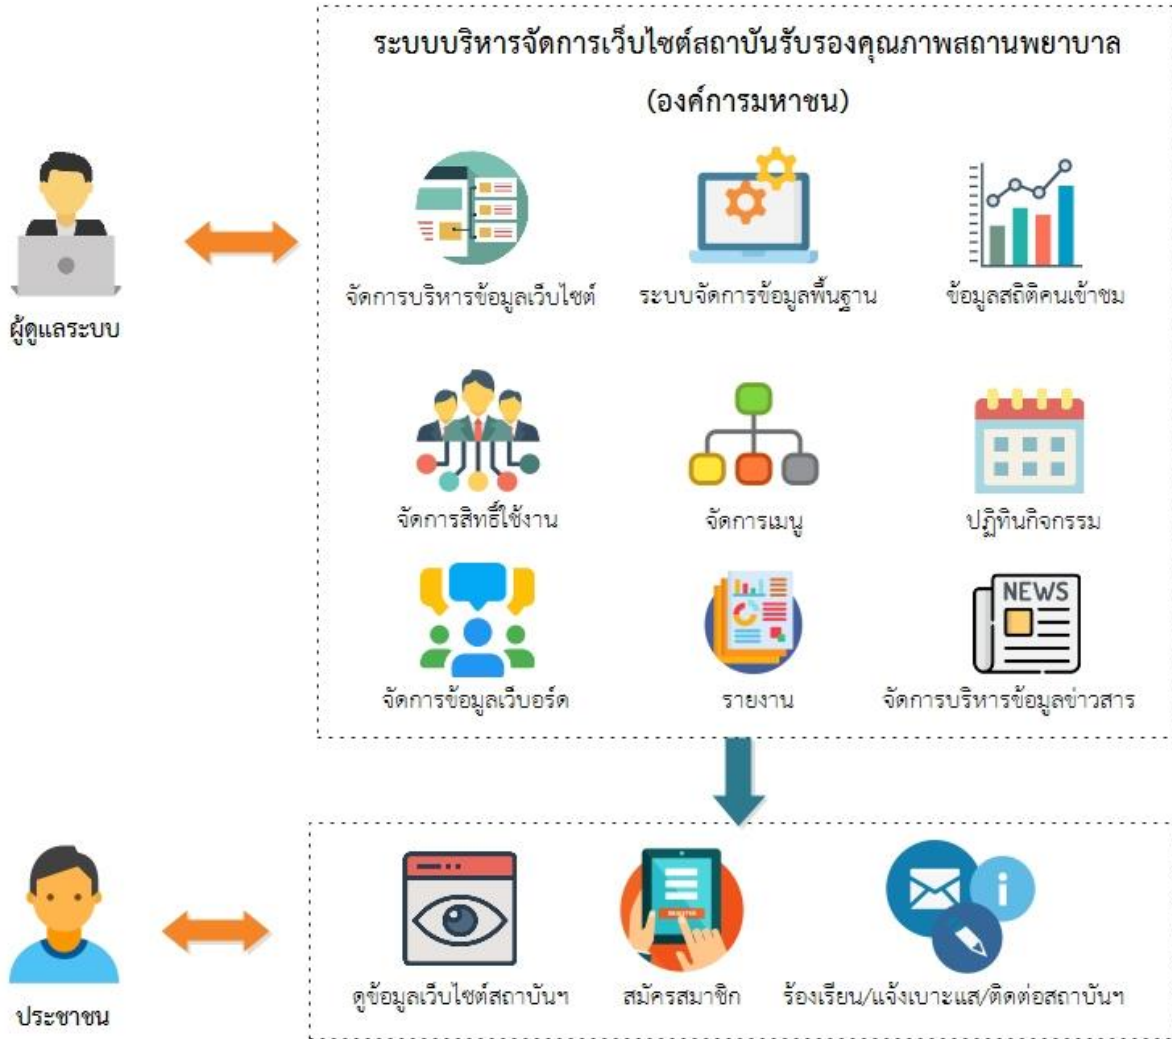 ระบบบริหารจัดการเว็บไซต์สถาบันรับรองคุณภาพสถานพยาบาล
(องค์การมหาชน)
จัดการบริหารข้อมูลเว็บไซต์
ระบบจัดการข้อมูลพื้นฐาน
ข้อมูลสถิติคนเข้าชม
ผู้ดูแลระบบ
จัดการสิทธิ์ใช้งาน
จัดการเมนู
ปฏิทินกิจกรรม
NEWS
จัดการข้อมูลเว็บอร์ด
รายงาน
จัดการบริหารข้อมูลข่าวสาร
REGISTER
i
ดูข้อมูลเว็บไซต์สถาบันฯ
สมัครสมาชิก
ร้องเรียน/แจ้งเบาะแส/ติดต่อสถาบันฯ
ประชาชน